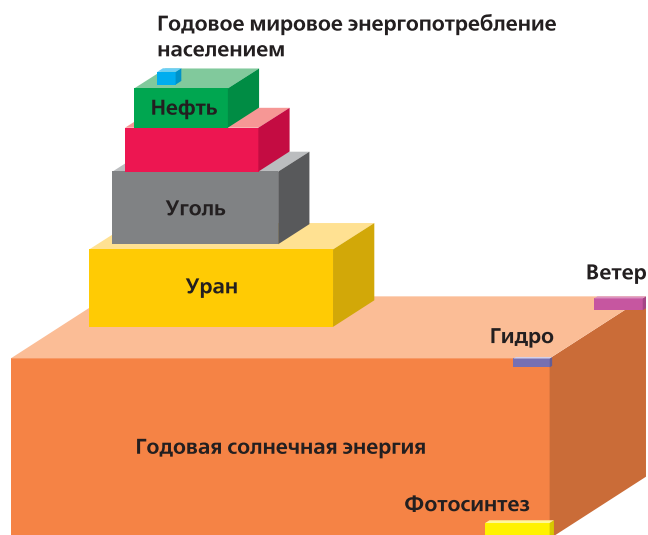 Годовое мировое энергопотребление
населением
Нефть
Уголь
Уран
Ветер
Гидро
Годовая солнечная энергия
Фотосинтез